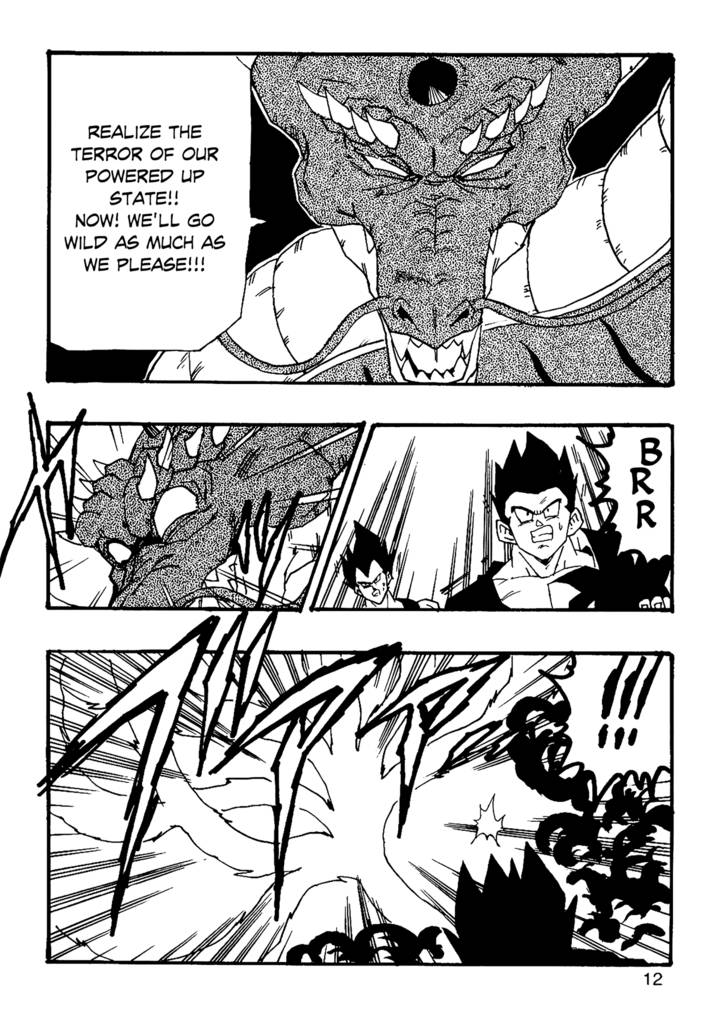 REALIZE THE
TERROR OF OUR
POWERED UP
STATE!!
NOW! WE'LL GO
WILD AS MUCH AS
WE PLEASE!!!
BRR
!!!
12